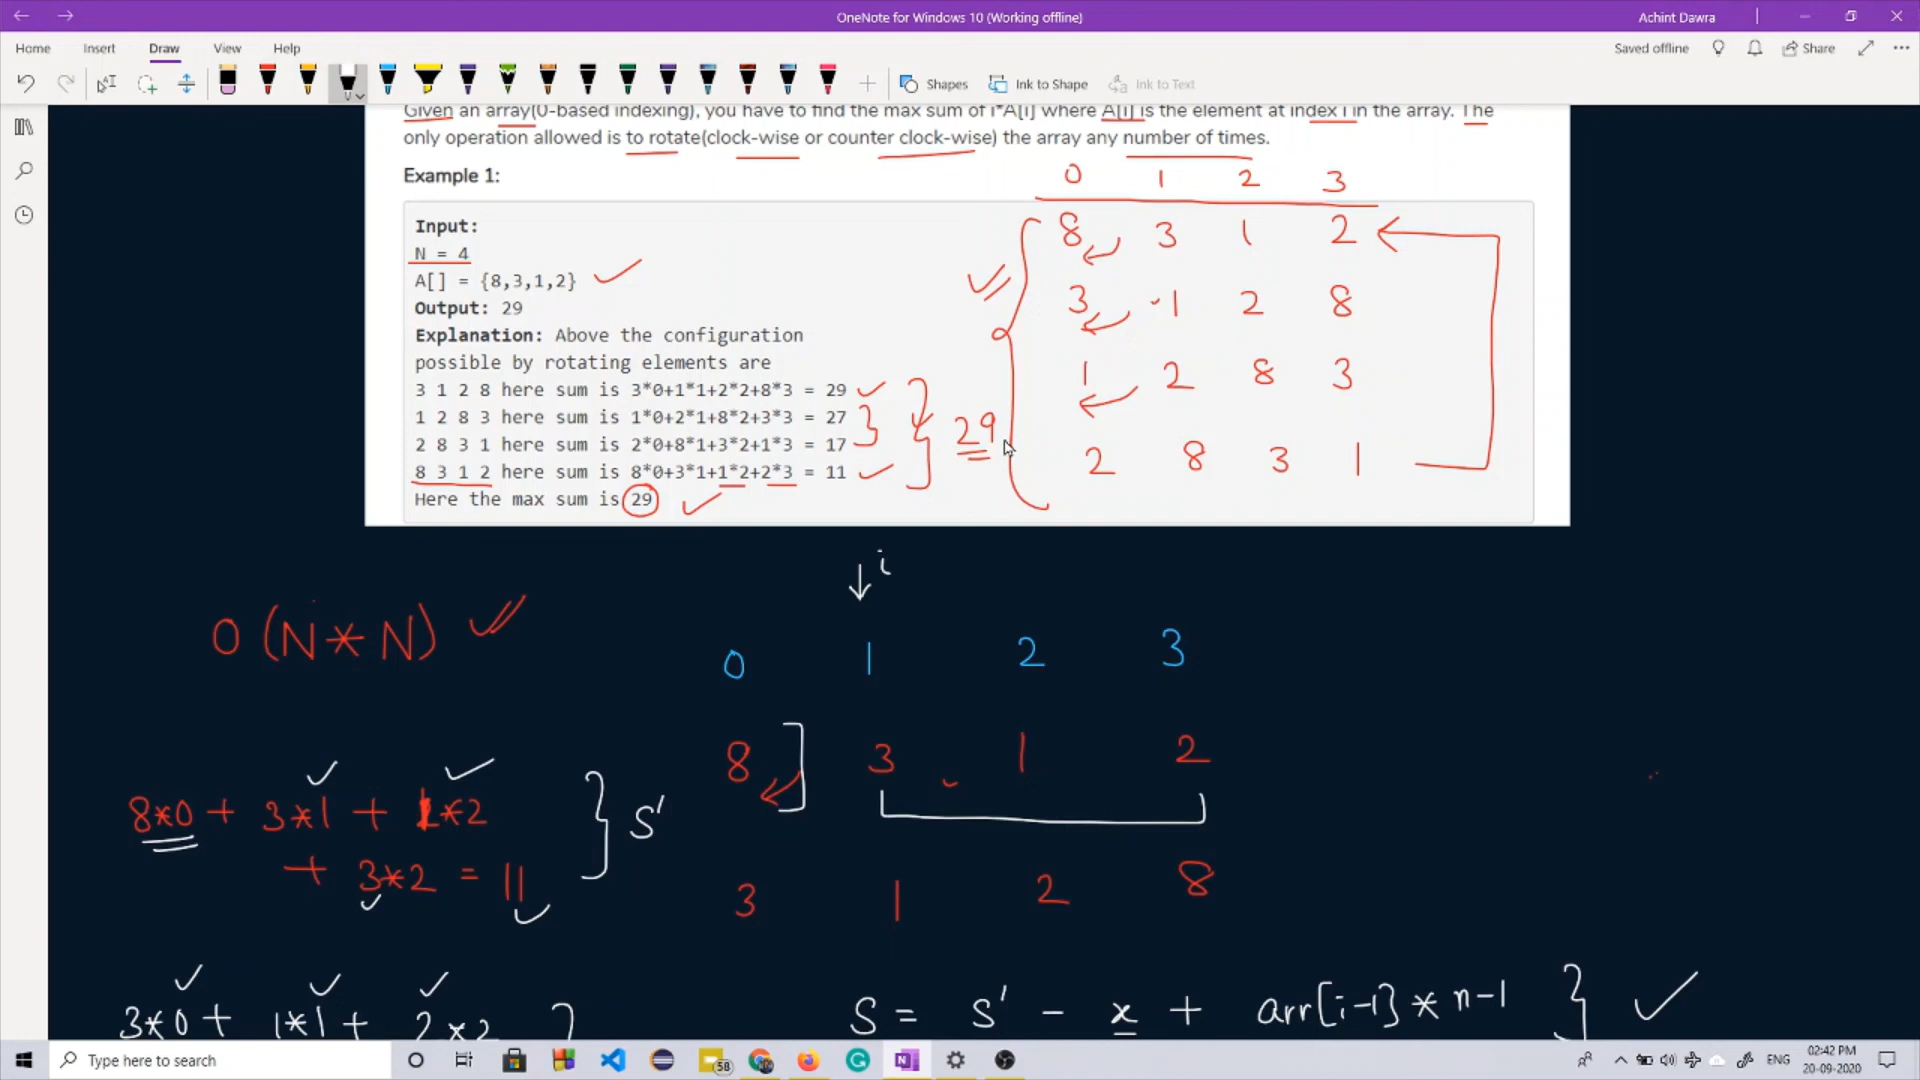 OneNote for Windows 10 (Working offline)
Achint Dawra
Home Insert Draw View Help
Saved offline
Share
Shapes
Ink to Shape
Ink to Text
Given an array(0-based indexing), you have to find the max sum of i*A[i] where A[i] is the element at index i in the array. The
only operation allowed is to rotate(clock-wise or counter clock-wise) the array any number of times.
Example 1:
Input:
N = 4
A[] = {8,3,1,2}
Output: 29
Explanation: Above the configuration
possible by rotating elements are
3 1 2 8 here sum is 3*0+1*1+2*2+8*3 = 29
1 2 8 3 here sum is 1*0+2*1+8*2+3*3 = 27
2 8 3 1 here sum is 2*0+8*1+3*2+1*3 = 17
8 3 1 2 here sum is 8*0+3*1+1*2+2*3 = 11
Here the max sum is 29
29
0 1 2 3
8 3 1 2
3 1 2 8
1 2 8 3
2 8 3 1
i
O (N * N)
0 1 2 3
8 3 1 2
3 1 2 8
8*0 + 3*1 + 1*2
+ 3*2 = 11
} S'
3*0 + 1*1 + 2*2
S = S' - x + arr[i-1] * n-1
Type here to search
58
ENG
02:42 PM
20-09-2020